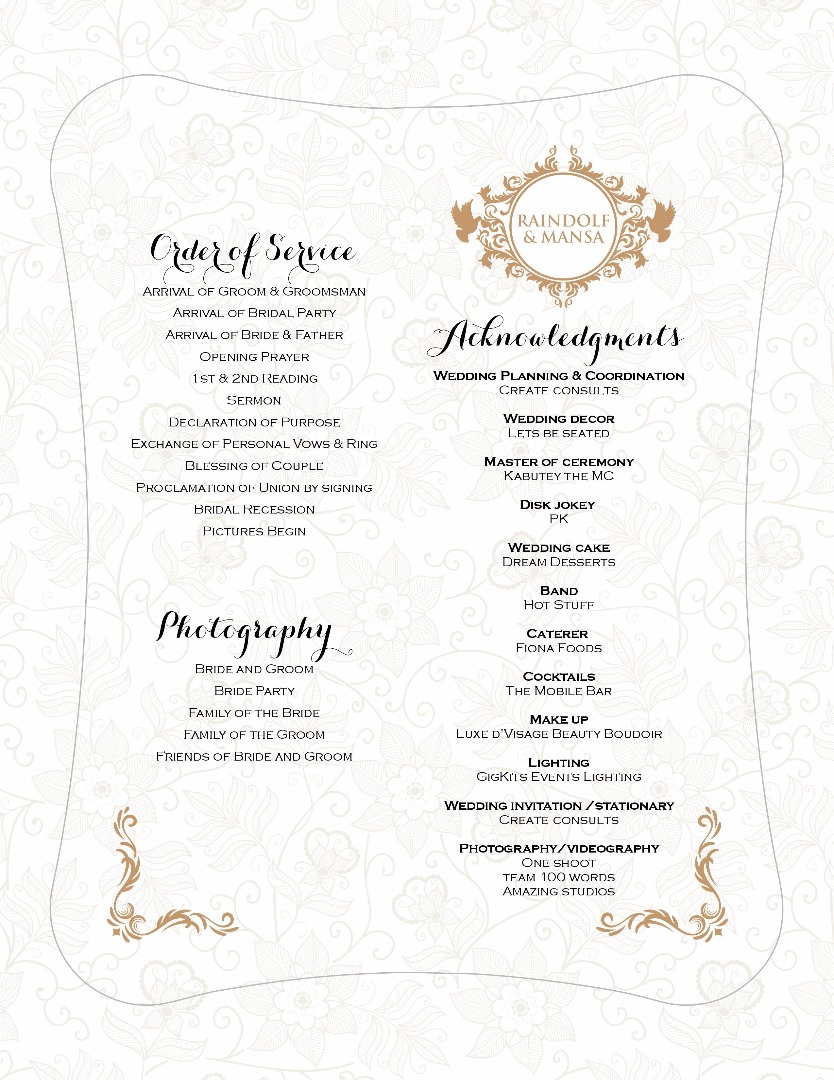 Order of Service
Arrival of Groom & Groomsman
Arrival of Bridal Party
Arrival of Bride & Father
Opening Prayer
1st & 2nd Reading
Sermon
Declaration of Purpose
Exchange of Personal Vows & Ring
Blessing of Couple
Proclamation of Union by signing
Bridal Recession
Pictures Begin
Photography
Bride and Groom
Bride Party
Family of the Bride
Family of the Groom
Friends of Bride and Groom
RAINDOLF
& MANSA
Acknowledgments
Wedding Planning & Coordination
Create consults
Wedding decor
Lets be seated
Master of ceremony
Kabutey the MC
Disk jokey
PK
Wedding cake
Dream Desserts
Band
Hot Stuff
Caterer
Fiona Foods
Cocktails
The Mobile Bar
Make up
Luxe d'Visage Beauty Boudoir
Lighting
GigKits Events Lighting
Wedding invitation /stationary
Create consults
Photography/videography
One shoot
team 100 words
Amazing studios